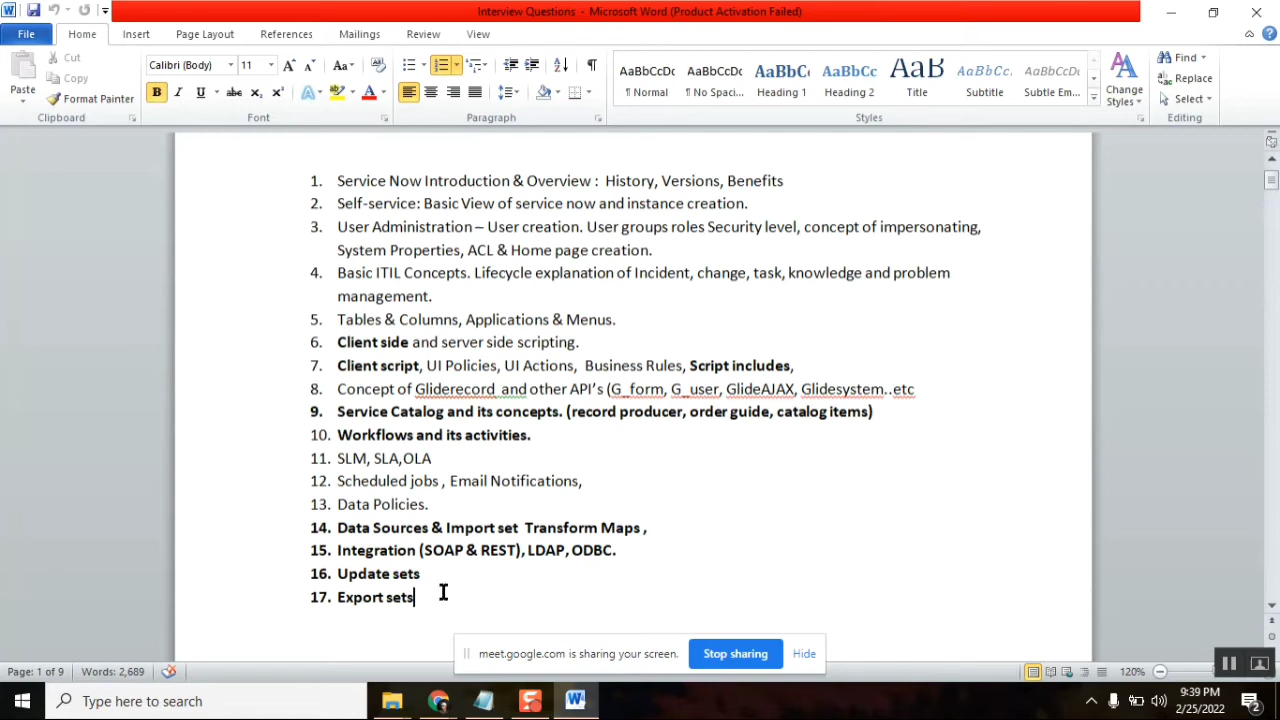 Interview Questions - Microsoft Word (Product Activation Failed)
File Home Insert Page Layout References Mailings Review View
Paste Cut Copy Format Painter Clipboard
Calibri (Body) 11 Font
Paragraph
AaBbCcDc AaBbCcDc AaBbCc AaBbCc AaB AaBbCcL AaBbCcDc
¶ Normal ¶ No Spaci... Heading 1 Heading 2 Title Subtitle Subtle Em...
Change Styles Styles
Find Replace Select Editing
1. Service Now Introduction & Overview : History, Versions, Benefits
2. Self-service: Basic View of service now and instance creation.
3. User Administration – User creation. User groups roles Security level, concept of impersonating,
System Properties, ACL & Home page creation.
4. Basic ITIL Concepts. Lifecycle explanation of Incident, change, task, knowledge and problem
management.
5. Tables & Columns, Applications & Menus.
6. Client side and server side scripting.
7. Client script, UI Policies, UI Actions, Business Rules, Script includes,
8. Concept of Gliderecord and other API's (G_form, G_user, GlideAJAX, Glidesystem..etc
9. Service Catalog and its concepts. (record producer, order guide, catalog items)
10. Workflows and its activities.
11. SLM, SLA,OLA
12. Scheduled jobs , Email Notifications,
13. Data Policies.
14. Data Sources & Import set Transform Maps ,
15. Integration (SOAP & REST), LDAP, ODBC.
16. Update sets
17. Export sets
meet.google.com is sharing your screen. Stop sharing Hide
Page: 1 of 9 Words: 2,689 120%
Type here to search
9:39 PM
2/25/2022
2